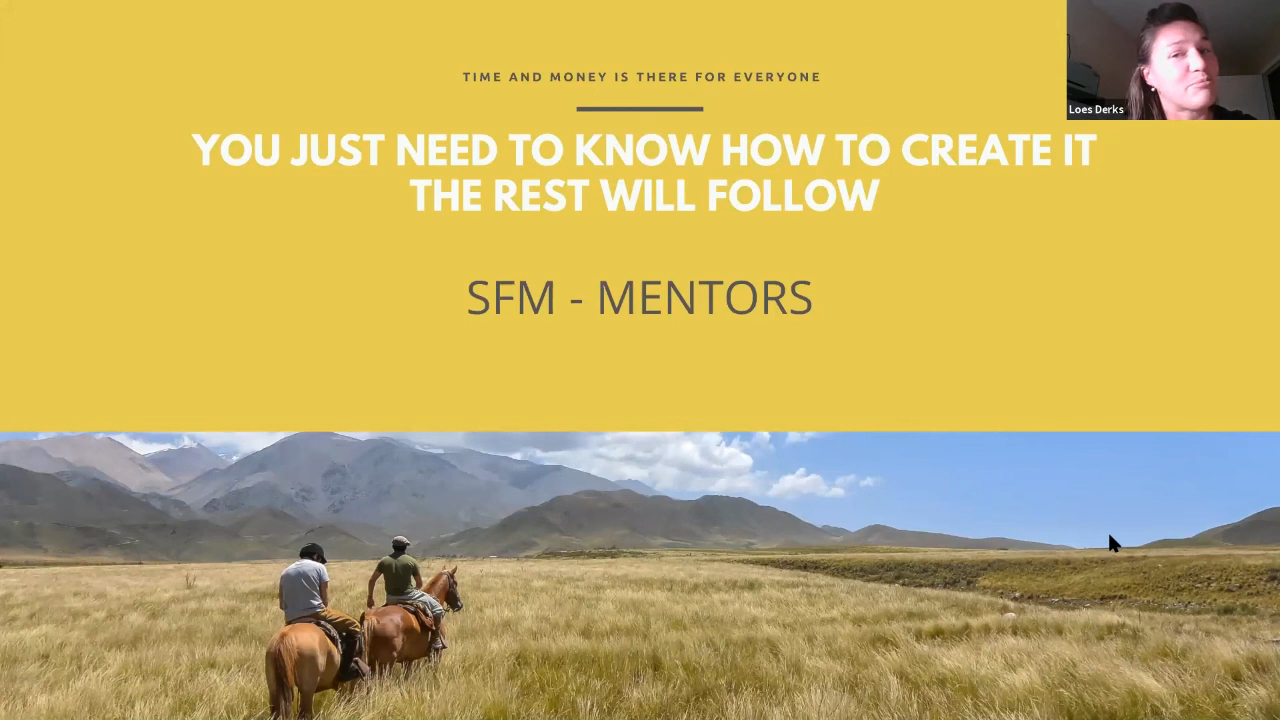 TIME AND MONEY IS THERE FOR EVERYONE
YOU JUST NEED TO KNOW HOW TO CREATE IT
THE REST WILL FOLLOW
SFM - MENTORS
Loes Derks